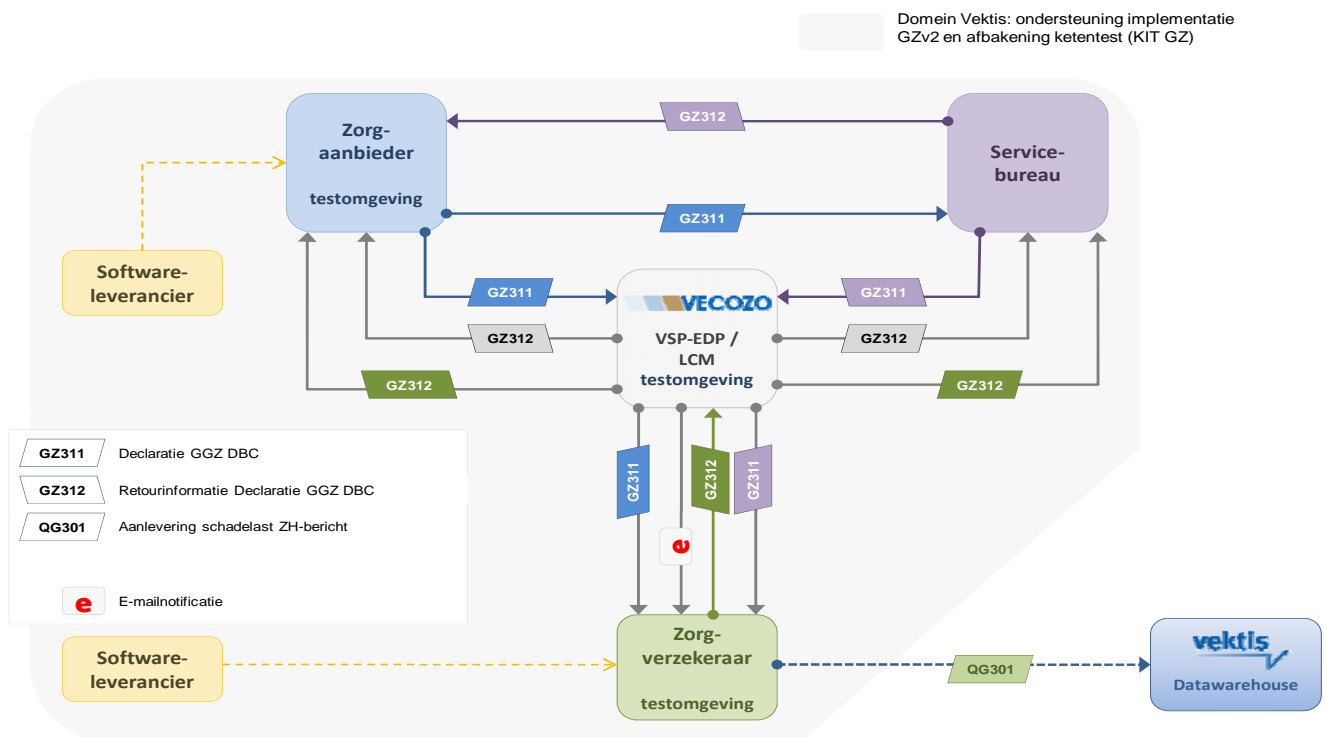 Domein Vektis: ondersteuning implementatie
GZv2 en afbakening ketentest (KIT GZ)
Zorg-
aanbieder
testomgeving
GZ312
Service-
bureau
GZ311
Software-
leverancier
GZ311
VECOZO
GZ311
GZ312
VSP-EDP /
LCM
testomgeving
GZ312
GZ312
GZ312
GZ311 Declaratie GGZ DBC
GZ312 Retourinformatie Declaratie GGZ DBC
QG301 Aanlevering schadelast ZH-bericht
e E-mailnotificatie
GZ311
e
GZ312
GZ311
Software-
leverancier
Zorg-
verzekeraar
testomgeving
QG301
vektis
Datawarehouse